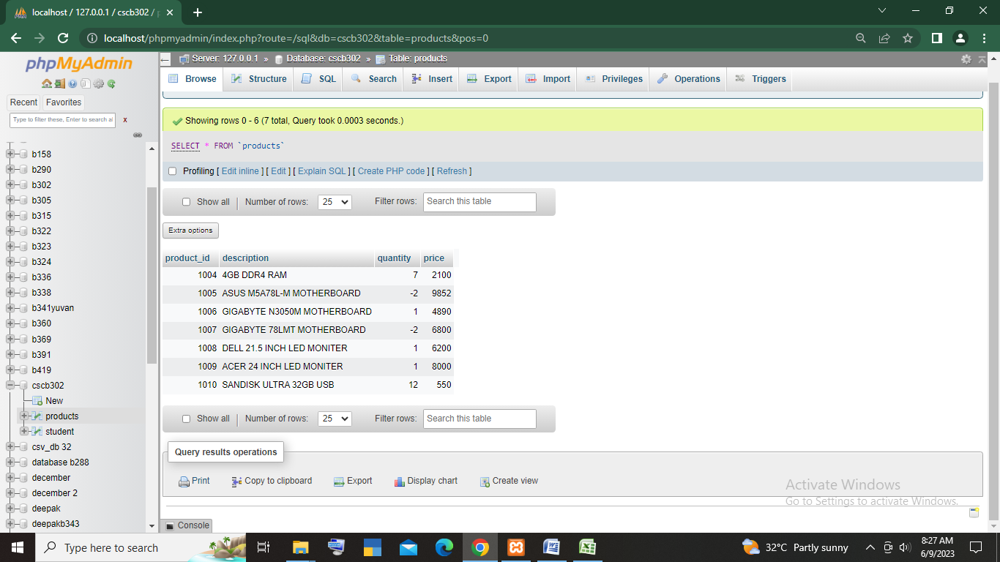 localhost / 127.0.0.1 / cscb302 /
localhost/phpmyadmin/index.php?route=/sql&db=cscb302&table=products&pos=0
phpMyAdmin
Recent Favorites
Type to filter these, Enter to search al x
b158
b290
b302
b305
b315
b322
b323
b324
b336
b338
b341yuvan
b360
b369
b391
b419
cscb302
New
products
student
csv_db 32
database b288
december
december 2
deepak
deepakb343
Server: 127.0.0.1 » Database: cscb302 » Table: products
Browse Structure SQL Search Insert Export Import Privileges Operations Triggers
Showing rows 0 - 6 (7 total, Query took 0.0003 seconds.)
SELECT * FROM `products`
Profiling [ Edit inline ] [ Edit ] [ Explain SQL ] [ Create PHP code ] [ Refresh ]
Show all | Number of rows: 25 Filter rows: Search this table
Extra options
product_id description quantity price
1004 4GB DDR4 RAM 7 2100
1005 ASUS M5A78L-M MOTHERBOARD -2 9852
1006 GIGABYTE N3050M MOTHERBOARD 1 4890
1007 GIGABYTE 78LMT MOTHERBOARD -2 6800
1008 DELL 21.5 INCH LED MONITER 1 6200
1009 ACER 24 INCH LED MONITER 1 8000
1010 SANDISK ULTRA 32GB USB 12 550
Show all | Number of rows: 25 Filter rows: Search this table
Query results operations
Print Copy to clipboard Export Display chart Create view
Activate Windows
Go to Settings to activate Windows.
Console
Type here to search
32°C Partly sunny
8:27 AM
6/9/2023